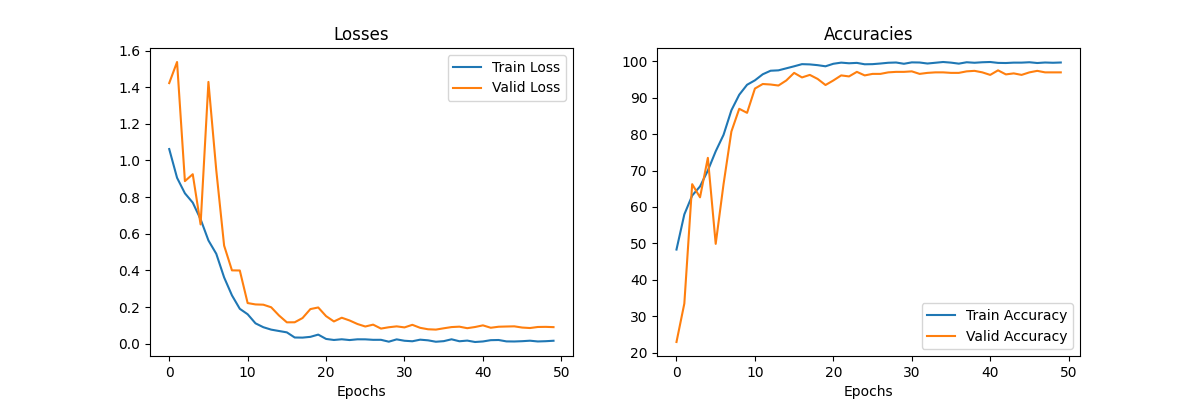 Losses
1.6
1.4
1.2
1.0
0.8
0.6
0.4
0.2
0.0
Train Loss
Valid Loss
0 10 20 30 40 50
Epochs
Accuracies
100
90
80
70
60
50
40
30
20
Train Accuracy
Valid Accuracy
0 10 20 30 40 50
Epochs